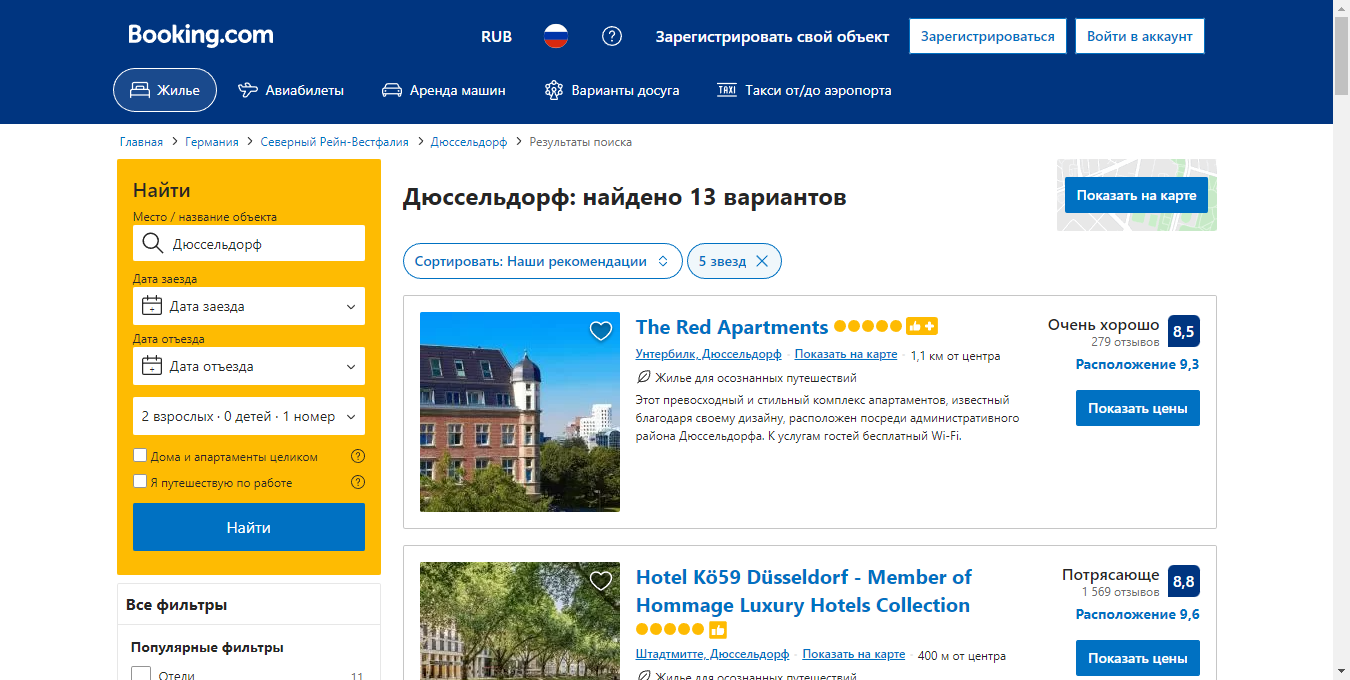 Booking.com
RUB
Зарегистрировать свой объект
Зарегистрироваться
Войти в аккаунт
Жилье
Авиабилеты
Аренда машин
Варианты досуга
TAXI
Такси от/до аэропорта
Главная
Германия
Северный Рейн-Вестфалия
Дюссельдорф
Результаты поиска
Найти
Место / название объекта
Дюссельдорф
Дата заезда
Дата заезда
Дата отъезда
Дата отъезда
2 взрослых · 0 детей · 1 номер
Дома и апартаменты целиком
Я путешествую по работе
Найти
Все фильтры
Популярные фильтры
Отели 11
Дюссельдорф: найдено 13 вариантов
Показать на карте
Сортировать: Наши рекомендации
5 звезд
The Red Apartments
Унтербилк, Дюссельдорф · Показать на карте · 1,1 км от центра
Жилье для осознанных путешествий
Этот превосходный и стильный комплекс апартаментов, известный
благодаря своему дизайну, расположен посреди административного
района Дюссельдорфа. К услугам гостей бесплатный Wi-Fi.
Очень хорошо 8,5
279 отзывов
Расположение 9,3
Показать цены
Hotel Kö59 Düsseldorf - Member of
Hommage Luxury Hotels Collection
Штадтмитте, Дюссельдорф · Показать на карте · 400 м от центра
Жилье для осознанных путешествий
Потрясающе 8,8
1 569 отзывов
Расположение 9,6
Показать цены